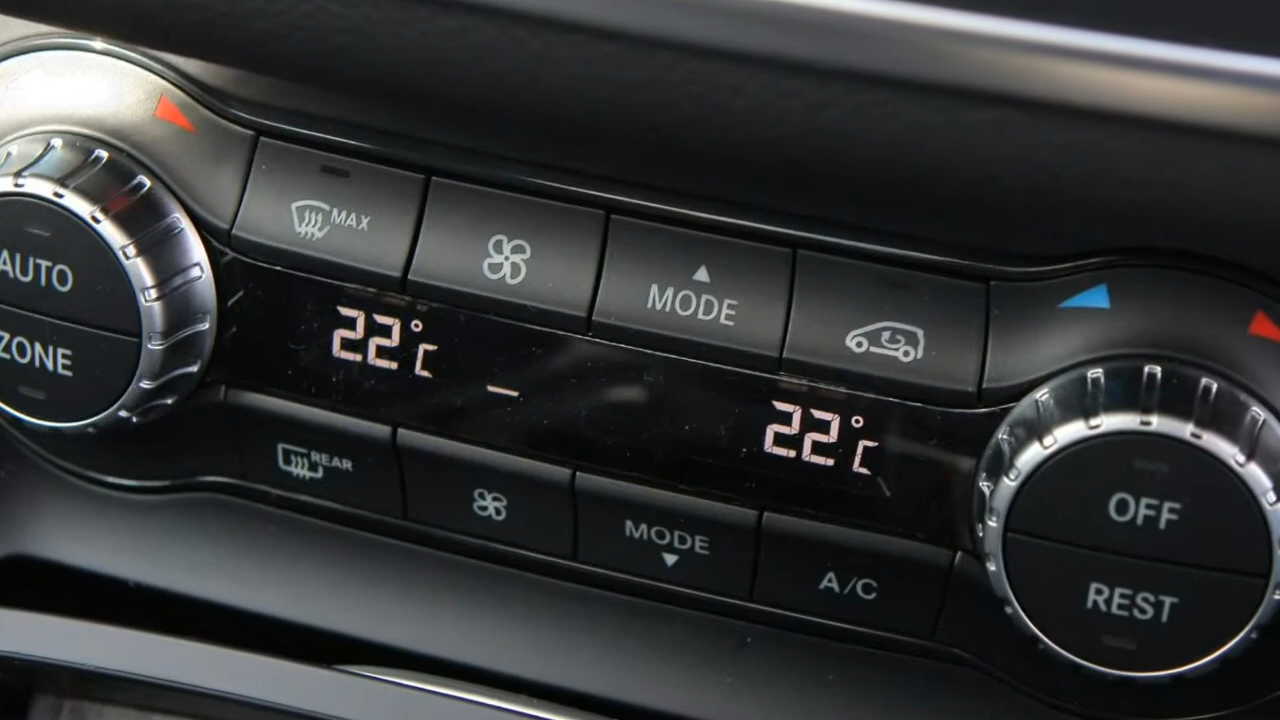 AUTO
ZONE
MAX
MODE
22°C
22°C
REAR
MODE
A/C
OFF
REST